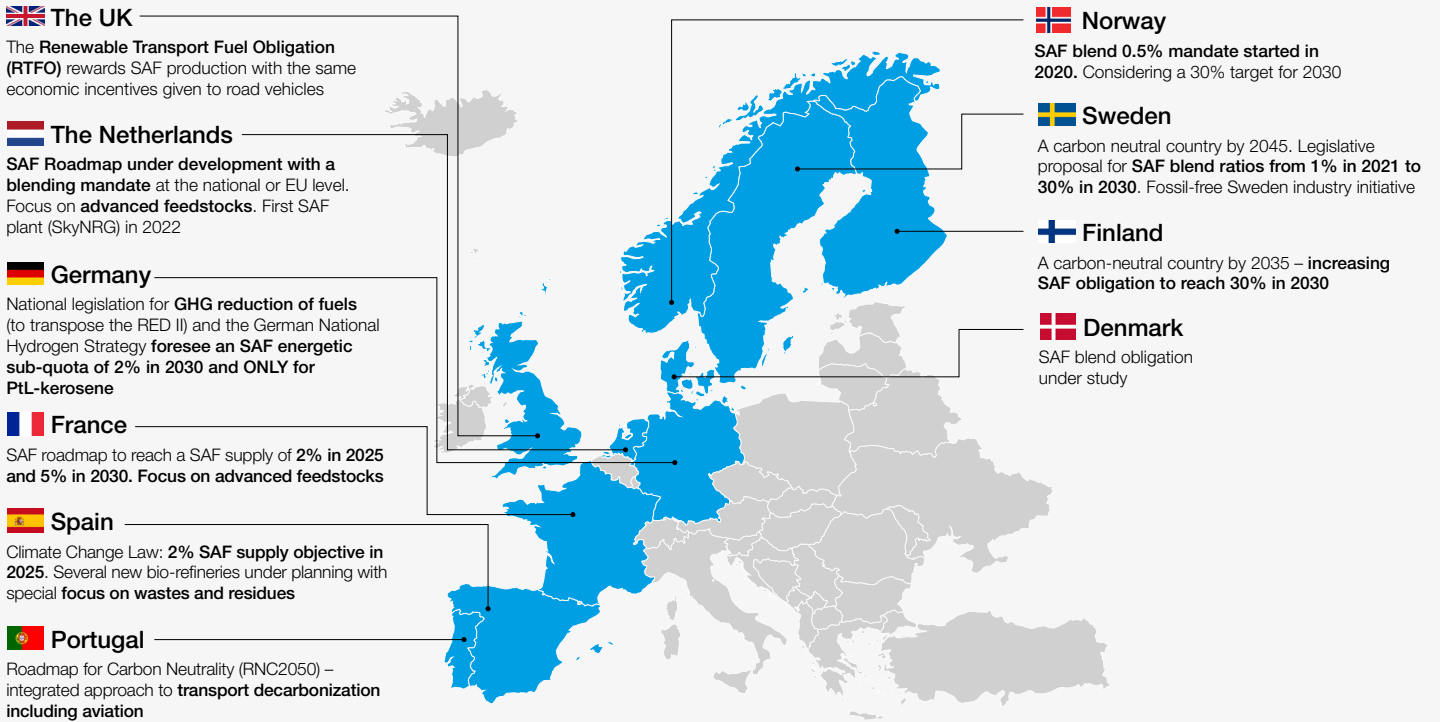 The UK
The Renewable Transport Fuel Obligation
(RTFO) rewards SAF production with the same
economic incentives given to road vehicles
The Netherlands
SAF Roadmap under development with a
blending mandate at the national or EU level.
Focus on advanced feedstocks. First SAF
plant (SkyNRG) in 2022
Germany
National legislation for GHG reduction of fuels
(to transpose the RED II) and the German National
Hydrogen Strategy foresee an SAF energetic
sub-quota of 2% in 2030 and ONLY for
PtL-kerosene
France
SAF roadmap to reach a SAF supply of 2% in 2025
and 5% in 2030. Focus on advanced feedstocks
Spain
Climate Change Law: 2% SAF supply objective in
2025. Several new bio-refineries under planning with
special focus on wastes and residues
Portugal
Roadmap for Carbon Neutrality (RNC2050) –
integrated approach to transport decarbonization
including aviation
Norway
SAF blend 0.5% mandate started in
2020. Considering a 30% target for 2030
Sweden
A carbon neutral country by 2045. Legislative
proposal for SAF blend ratios from 1% in 2021 to
30% in 2030. Fossil-free Sweden industry initiative
Finland
A carbon-neutral country by 2035 – increasing
SAF obligation to reach 30% in 2030
Denmark
SAF blend obligation
under study